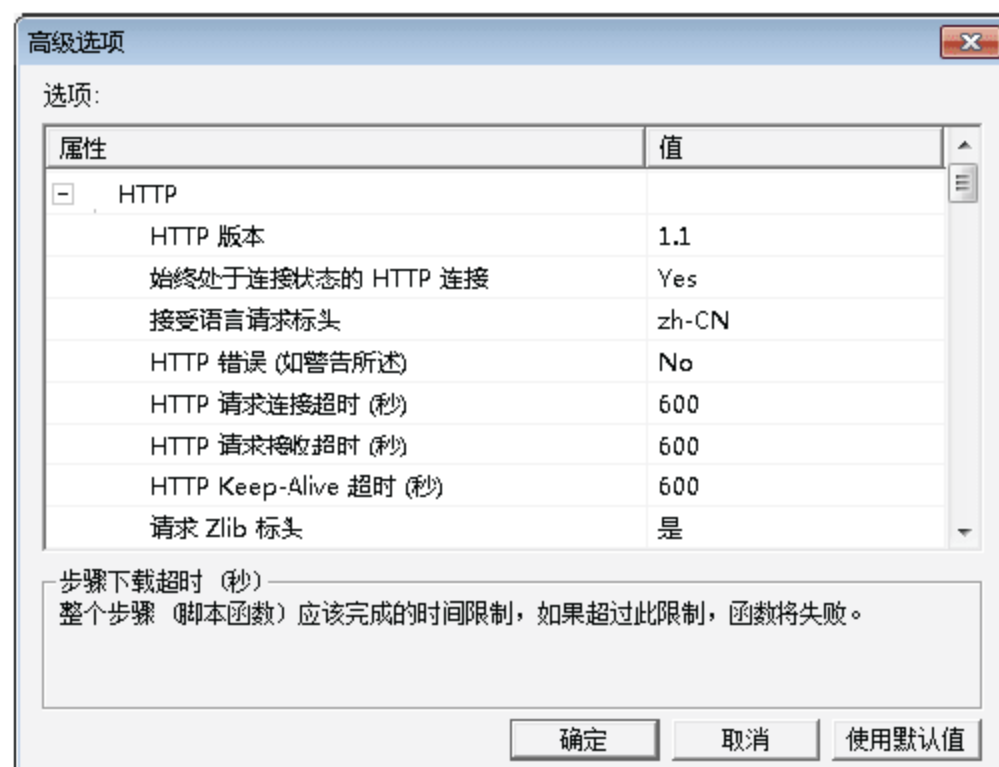 高级选项
选项:
属性 值
HTTP
HTTP 版本 1.1
始终处于连接状态的 HTTP 连接 Yes
接受语言请求标头 zh-CN
HTTP 错误 (如警告所述) No
HTTP 请求连接超时 (秒) 600
HTTP 请求接收超时 (秒) 600
HTTP Keep-Alive 超时 (秒) 600
请求 Zlib 标头 是
步骤下载超时 (秒)
整个步骤 (脚本函数) 应该完成的时间限制，如果超过此限制，函数将失败。
确定 取消 使用默认值